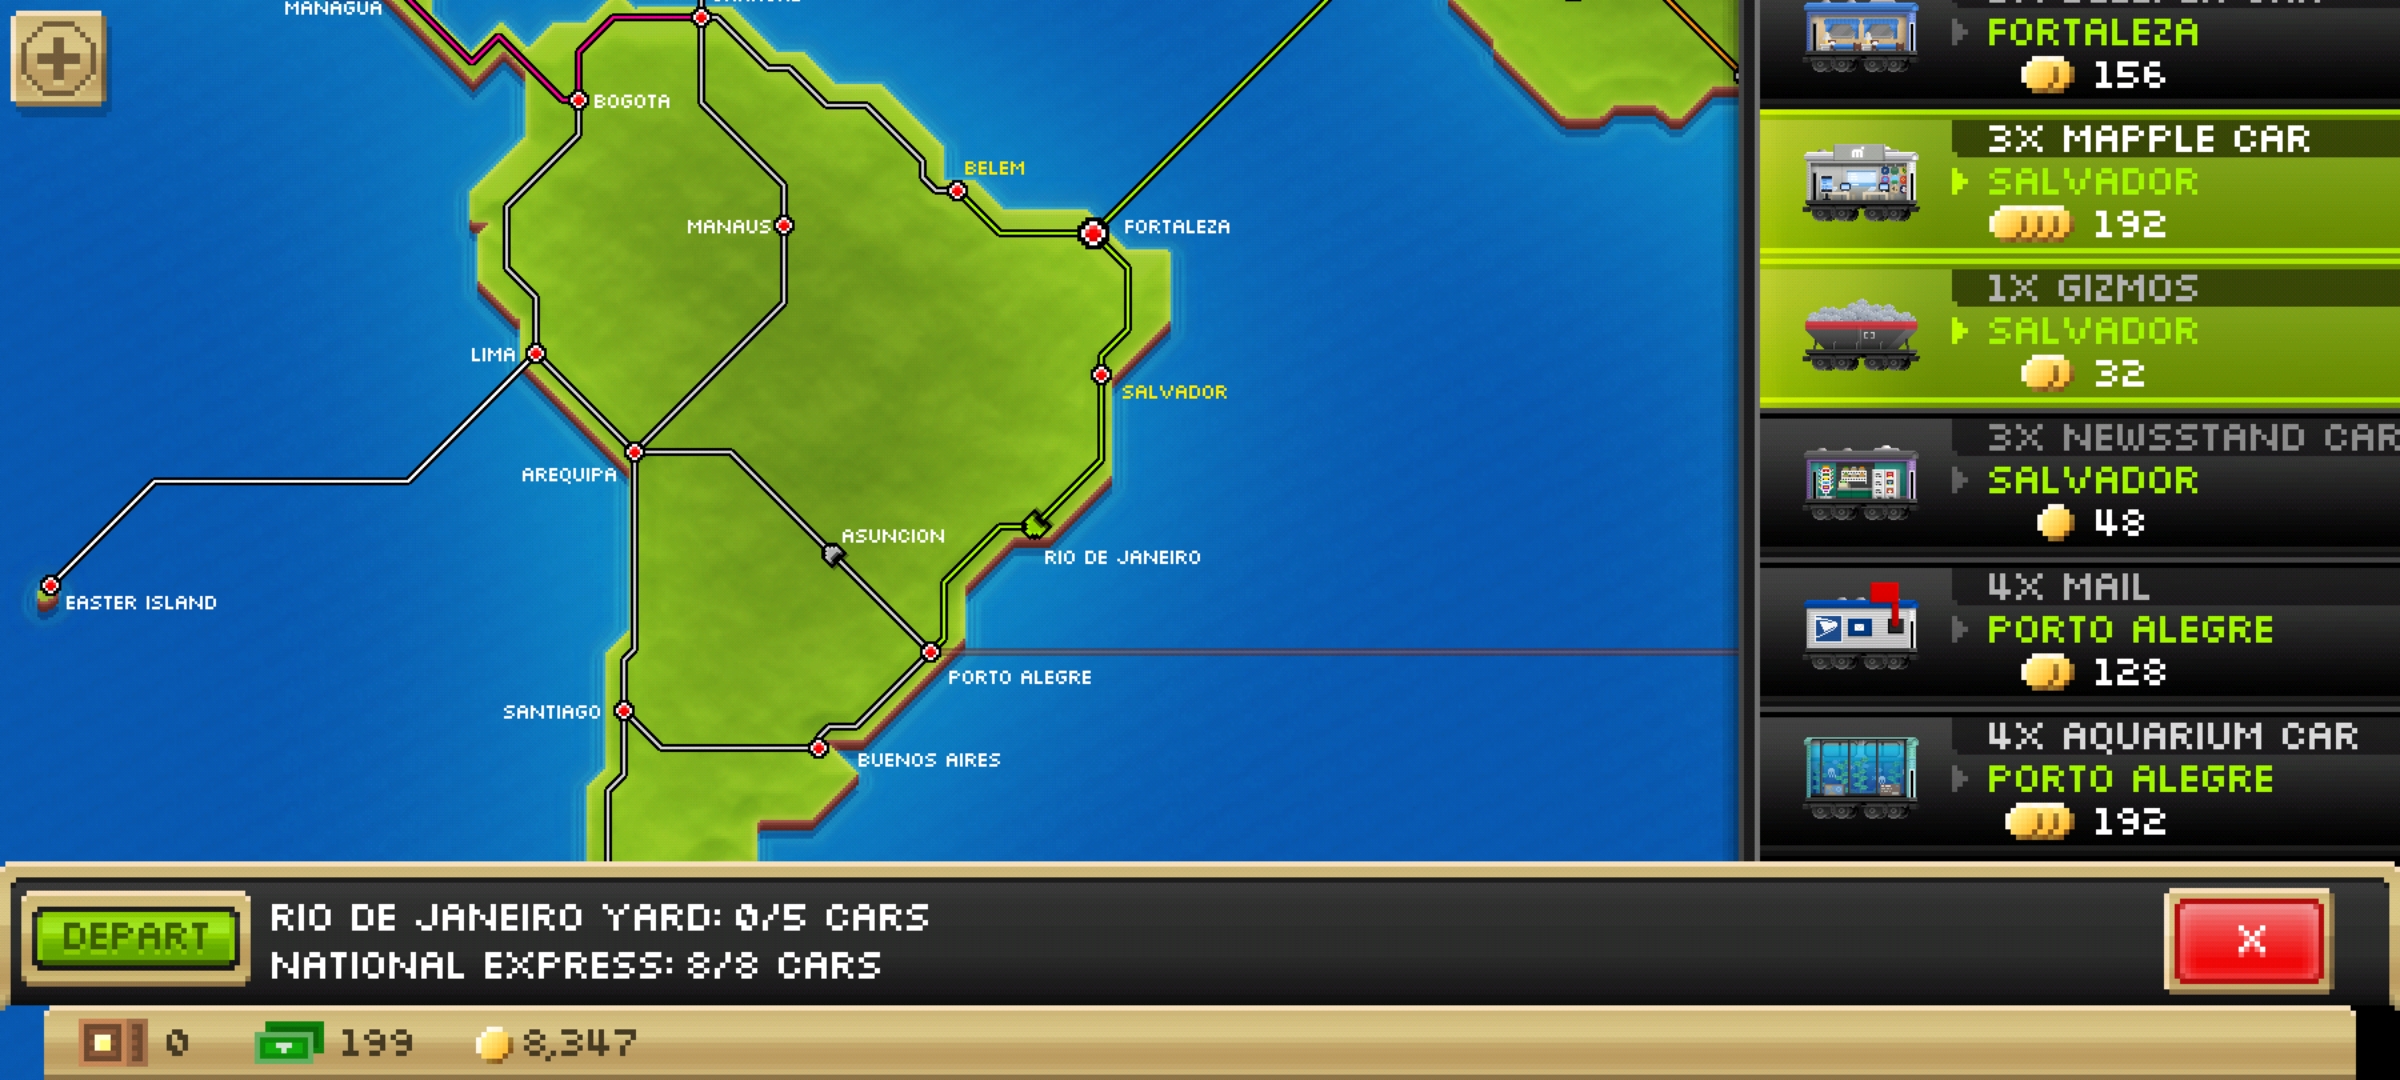 MANAGUA
BOGOTA
BELEM
MANAUS
FORTALEZA
LIMA
SALVADOR
AREQUIPA
ASUNCION
RIO DE JANEIRO
EASTER ISLAND
PORTO ALEGRE
SANTIAGO
BUENOS AIRES
FORTALEZA
156
3X MAPPLE CAR
SALVADOR
192
1X GIZMOS
SALVADOR
32
3X NEWSSTAND CAR
SALVADOR
48
4X MAIL
PORTO ALEGRE
128
4X AQUARIUM CAR
PORTO ALEGRE
192
DEPART
RIO DE JANEIRO YARD: 0/5 CARS
NATIONAL EXPRESS: 8/8 CARS
X
0
199
8,347